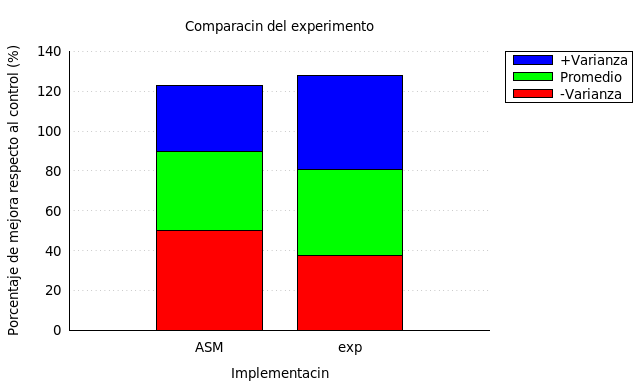 Comparacin del experimento
140
120
100
80
60
40
20
0
Porcentaje de mejora respecto al control (%)
ASM
exp
Implementacin
+Varianza
Promedio
-Varianza